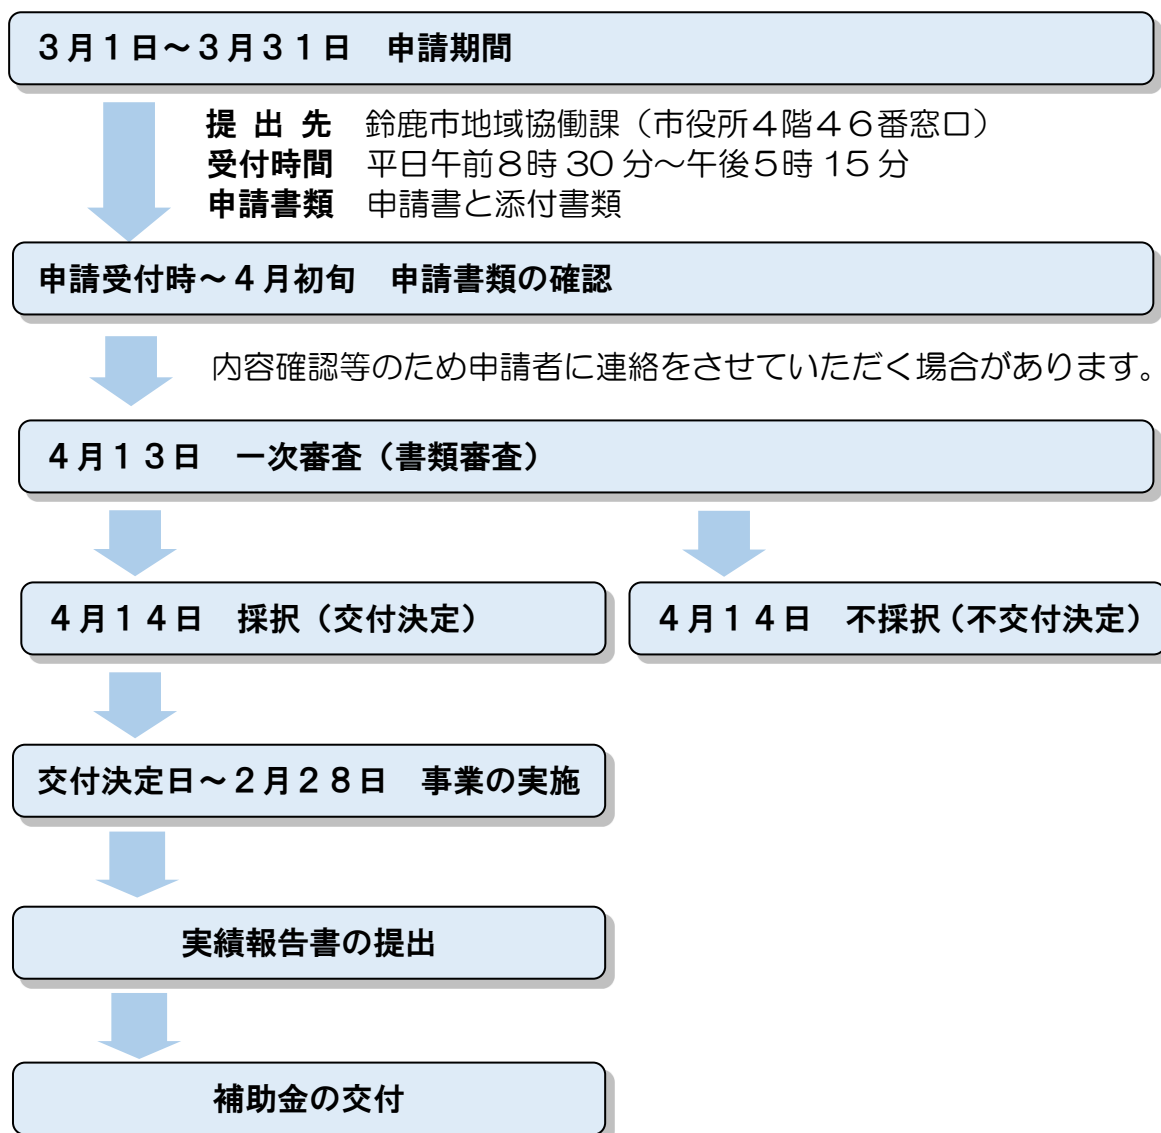 ３月１日～３月３１日　申請期間
提 出 先　鈴鹿市地域協働課（市役所４階４６番窓口）
受付時間　平日午前８時 30 分～午後５時 15 分
申請書類　申請書と添付書類
申請受付時～４月初旬　申請書類の確認
内容確認等のため申請者に連絡をさせていただく場合があります。
４月１３日　一次審査（書類審査）
４月１４日　採択（交付決定）
４月１４日　不採択（不交付決定）
交付決定日～２月２８日　事業の実施
実績報告書の提出
補助金の交付